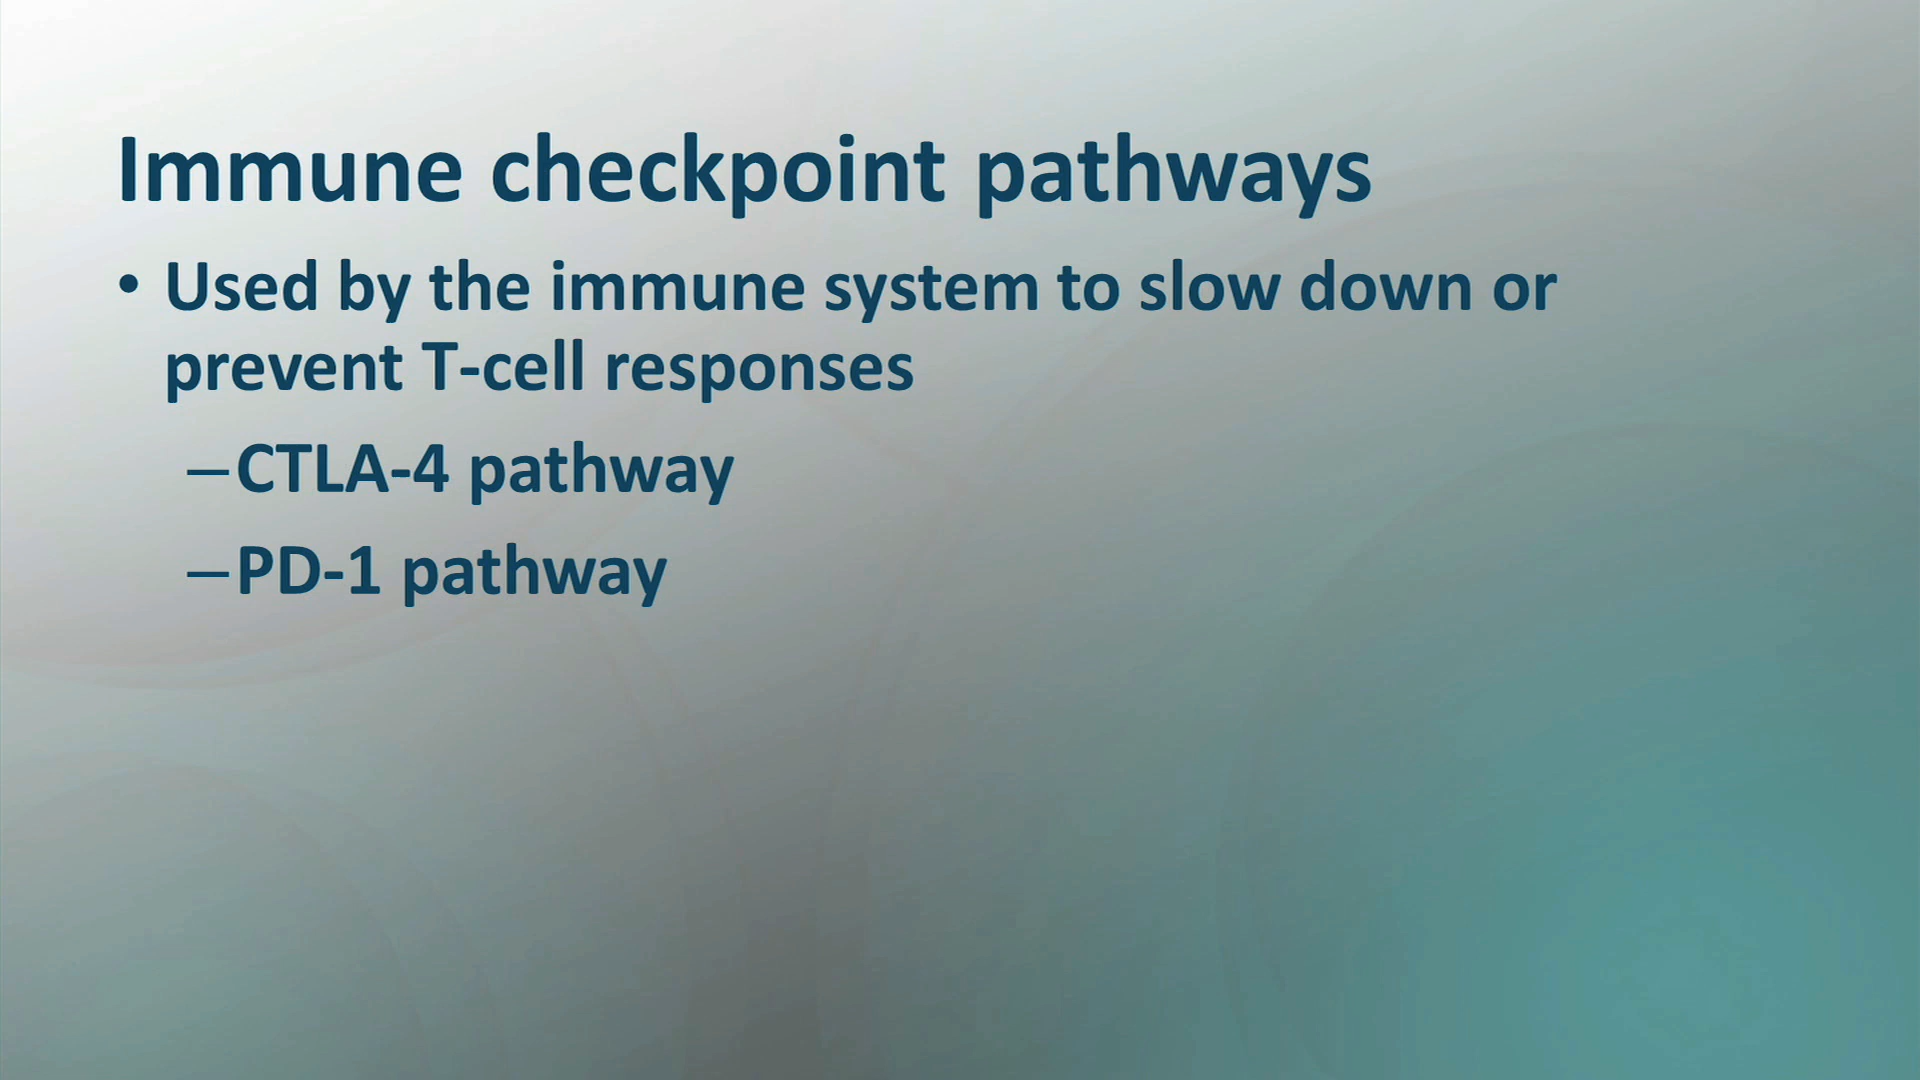 Immune checkpoint pathways
• Used by the immune system to slow down or
prevent T-cell responses
–CTLA-4 pathway
–PD-1 pathway